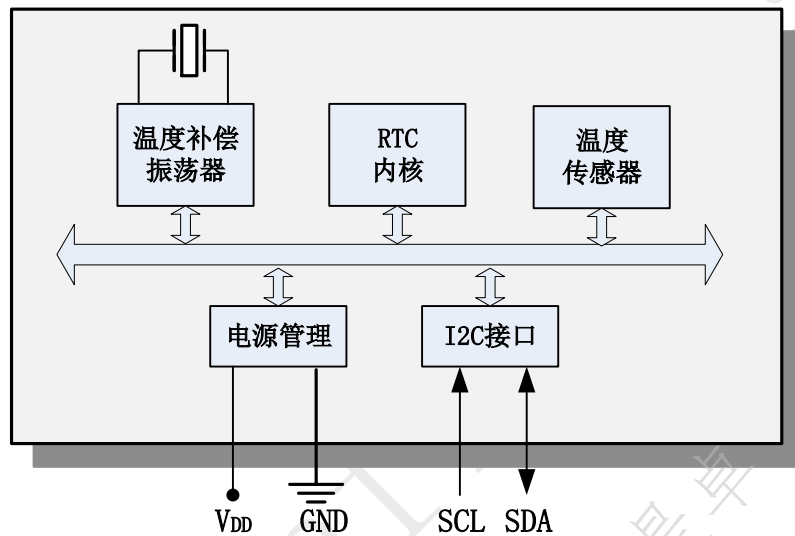 温度补偿
振荡器
RTC
内核
温度
传感器
电源管理
I2C接口
VDD
GND
SCL
SDA